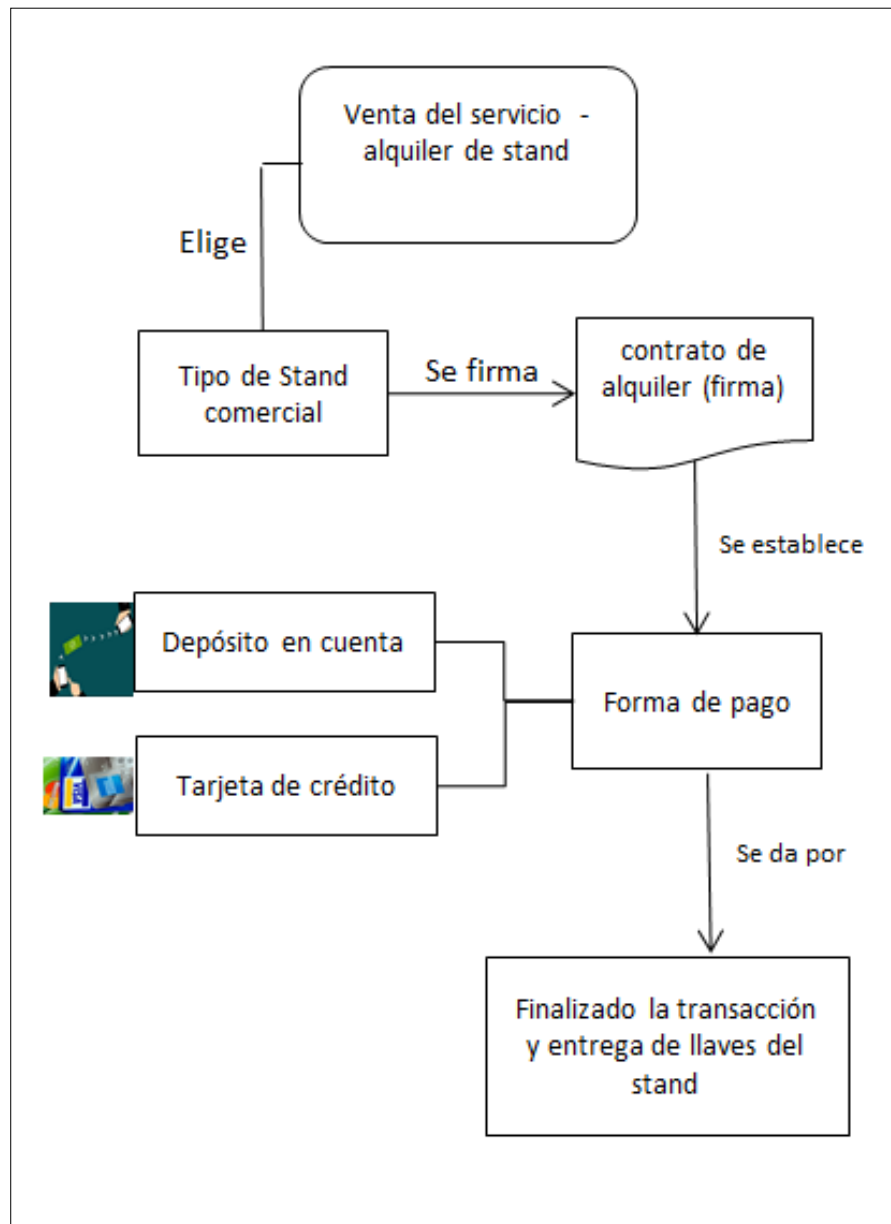 Venta del servicio -
alquiler de stand
Elige
Tipo de Stand
comercial
Se firma
contrato de
alquiler (firma)
Se establece
Depósito en cuenta
Forma de pago
Tarjeta de crédito
Se da por
Finalizado la transacción
y entrega de llaves del
stand